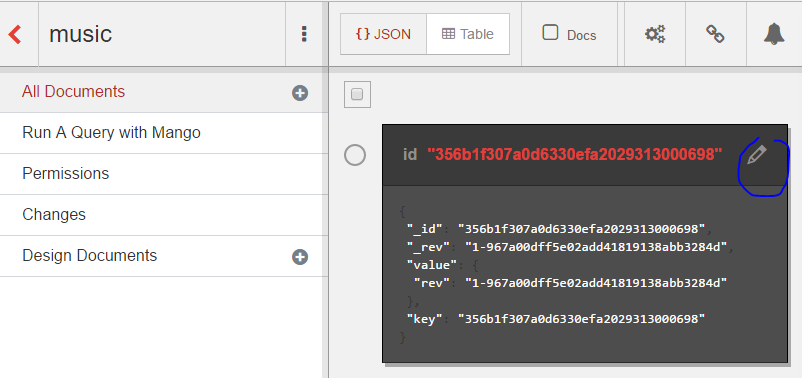 music
{} JSON
Table
Docs
All Documents
Run A Query with Mango
Permissions
Changes
Design Documents
id "356b1f307a0d6330efa2029313000698"
{
"_id": "356b1f307a0d6330efa2029313000698",
"_rev": "1-967a00dff5e02add41819138abb3284d",
"value": {
"rev": "1-967a00dff5e02add41819138abb3284d"
},
"key": "356b1f307a0d6330efa2029313000698"
}